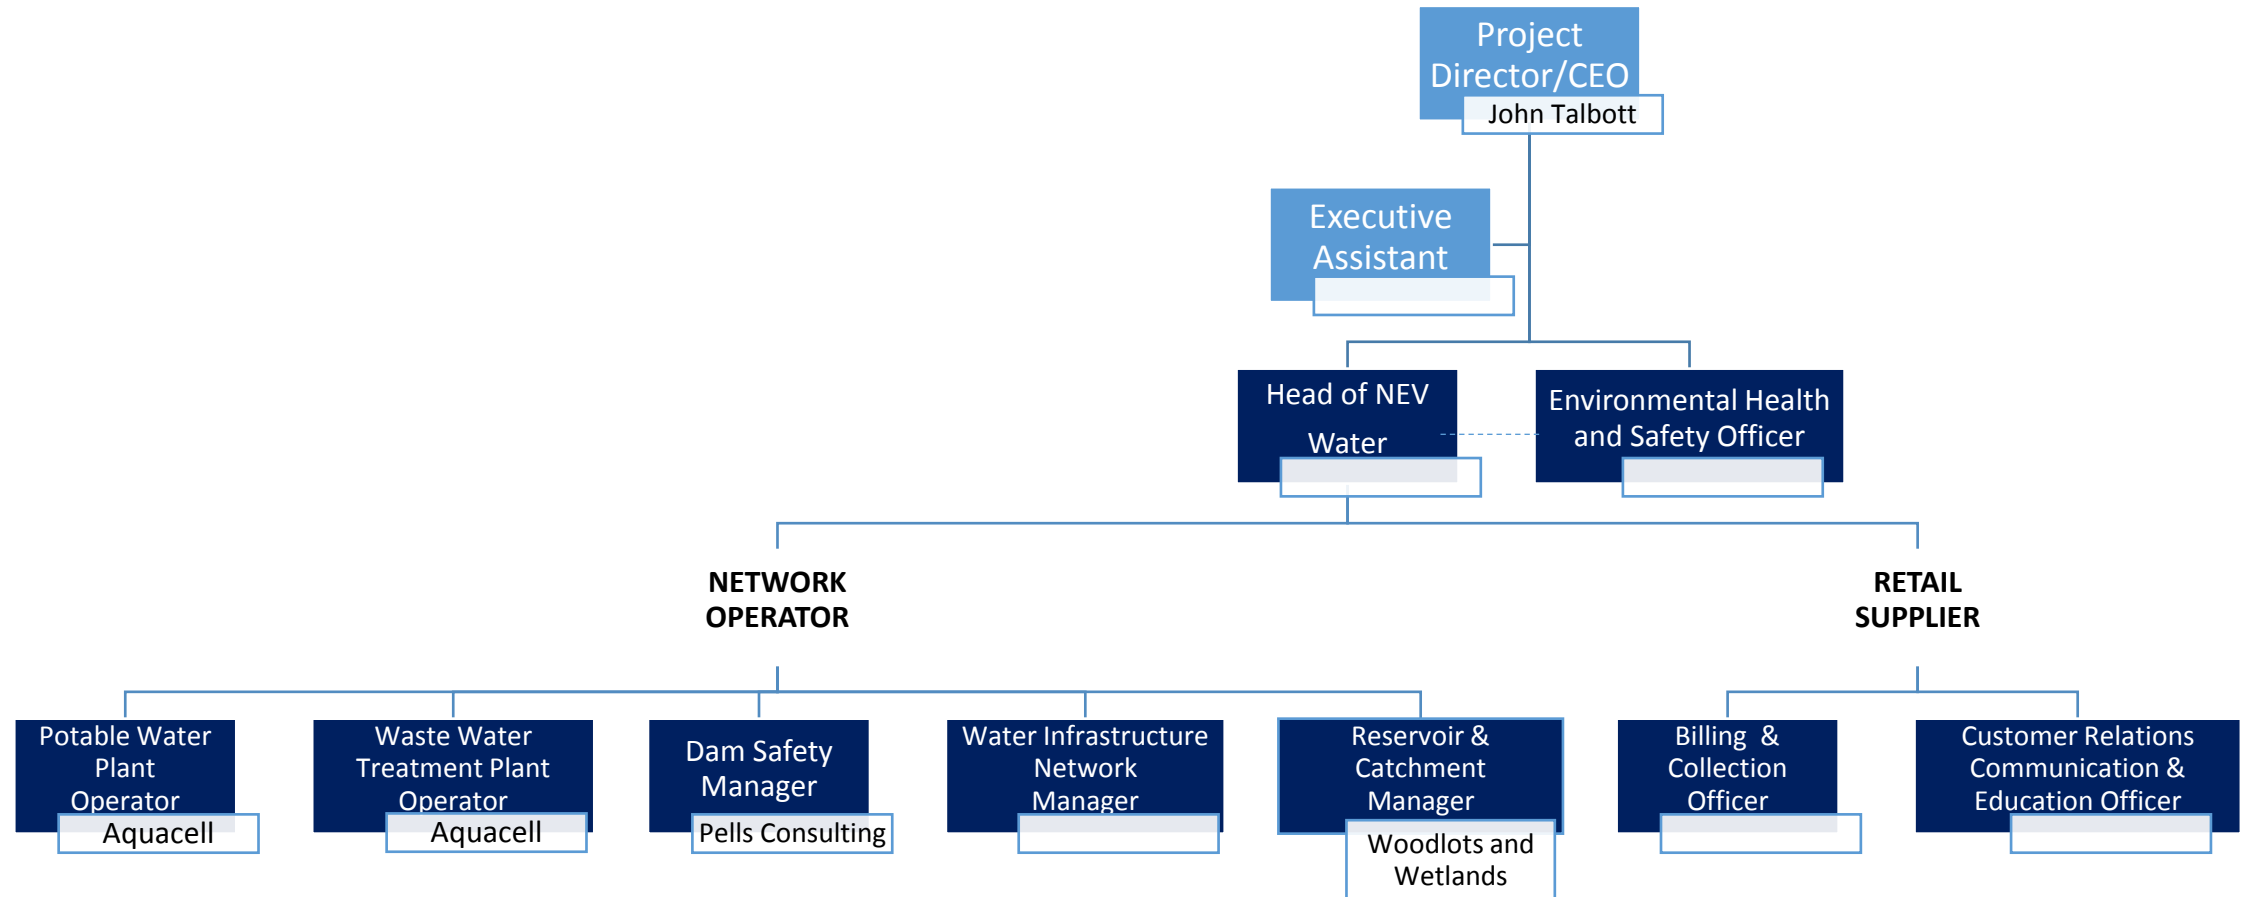 Project
Director/CEO
John Talbott
Executive
Assistant
Head of NEV
Water
Environmental Health
and Safety Officer
NETWORK
OPERATOR
RETAIL
SUPPLIER
Potable Water
Plant
Operator
Aquacell
Waste Water
Treatment Plant
Operator
Aquacell
Dam Safety
Manager
Pells Consulting
Water Infrastructure
Network
Manager
Reservoir &
Catchment
Manager
Woodlots and
Wetlands
Billing &
Collection
Officer
Customer Relations
Communication &
Education Officer